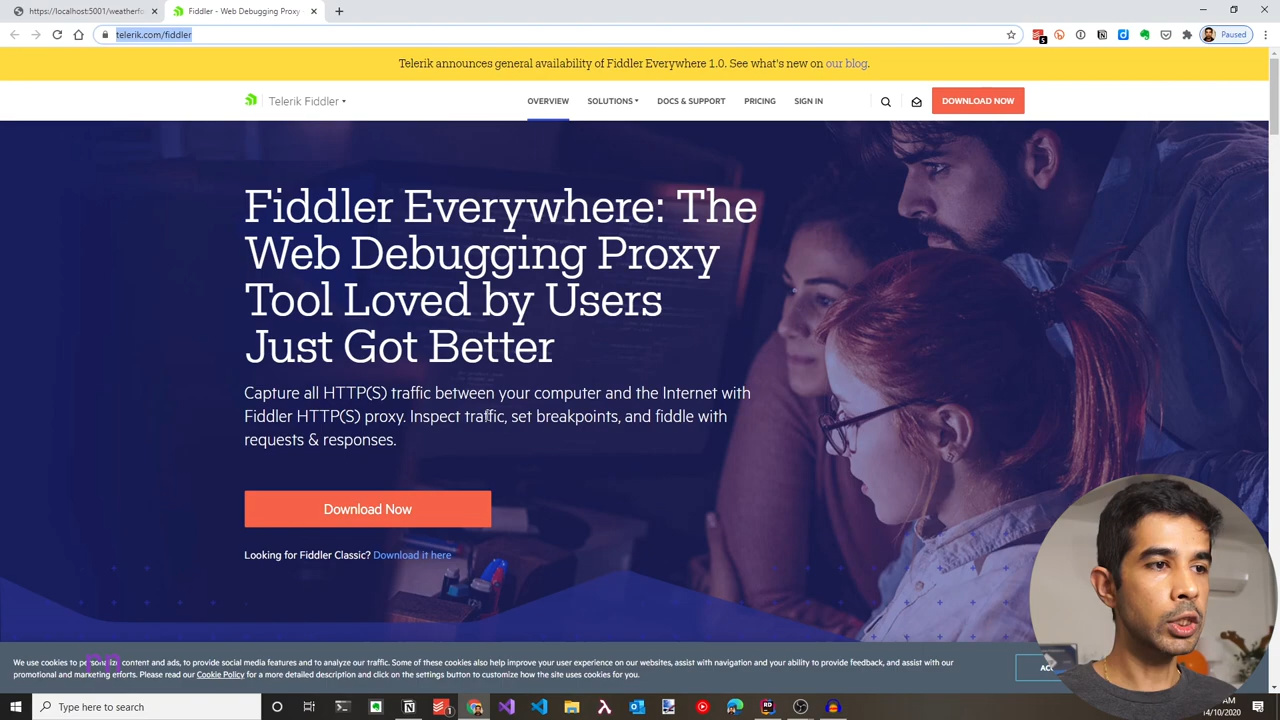 https://localhost:5001/weatherfo
Fiddler - Web Debugging Proxy
telerik.com/fiddler
5
Paused
Telerik announces general availability of Fiddler Everywhere 1.0. See what's new on our blog.
Telerik Fiddler
OVERVIEW
SOLUTIONS
DOCS & SUPPORT
PRICING
SIGN IN
DOWNLOAD NOW
Fiddler Everywhere: The
Web Debugging Proxy
Tool Loved by Users
Just Got Better
Capture all HTTP(S) traffic between your computer and the Internet with
Fiddler HTTP(S) proxy. Inspect traffic, set breakpoints, and fiddle with
requests & responses.
Download Now
Looking for Fiddler Classic? Download it here
We use cookies to personalize content and ads, to provide social media features and to analyze our traffic. Some of these cookies also help improve your user experience on our websites, assist with navigation and your ability to provide feedback, and assist with our
promotional and marketing efforts. Please read our Cookie Policy for a more detailed description and click on the settings button to customize how the site uses cookies for you.
Type here to search
1
AM
14/10/2020